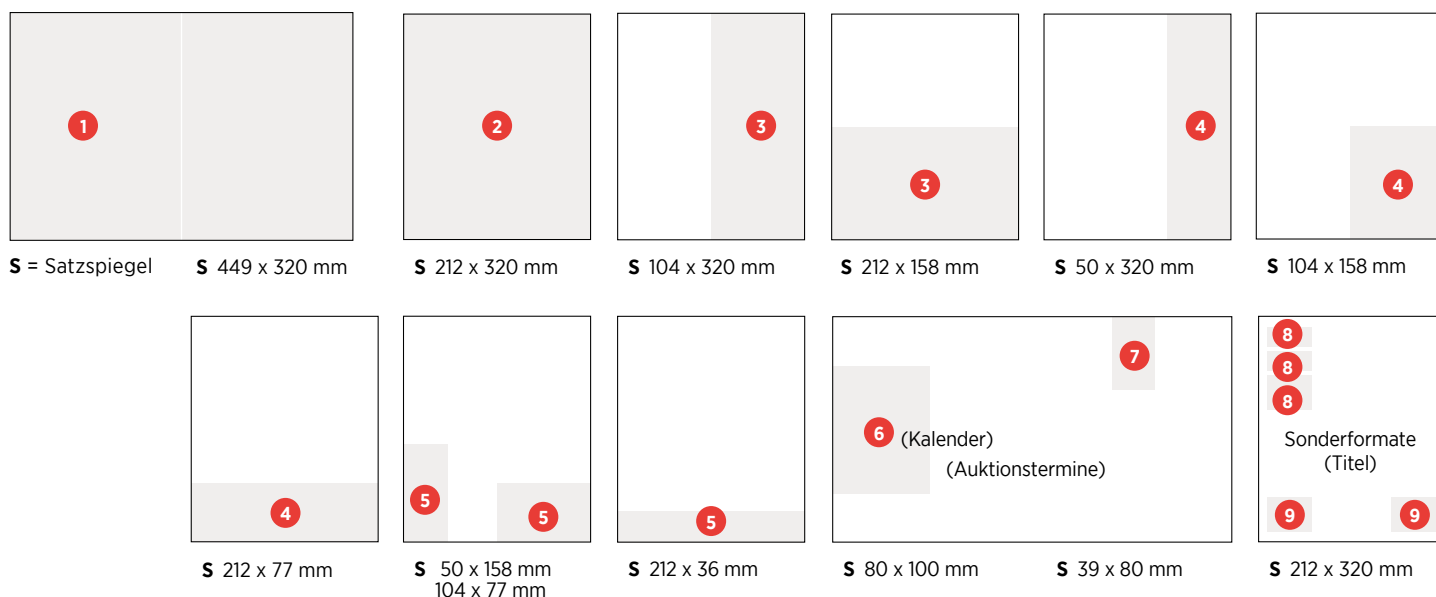 1
2
3
3
4
4
S = Satzspiegel
S 449 x 320 mm
S 212 x 320 mm
S 104 x 320 mm
S 212 x 158 mm
S 50 x 320 mm
S 104 x 158 mm
4
5
5
5
6
(Kalender)
(Auktionstermine)
7
8
8
8
Sonderformate
(Titel)
9
9
S 212 x 77 mm
S 50 x 158 mm
104 x 77 mm
S 212 x 36 mm
S 80 x 100 mm
S 39 x 80 mm
S 212 x 320 mm